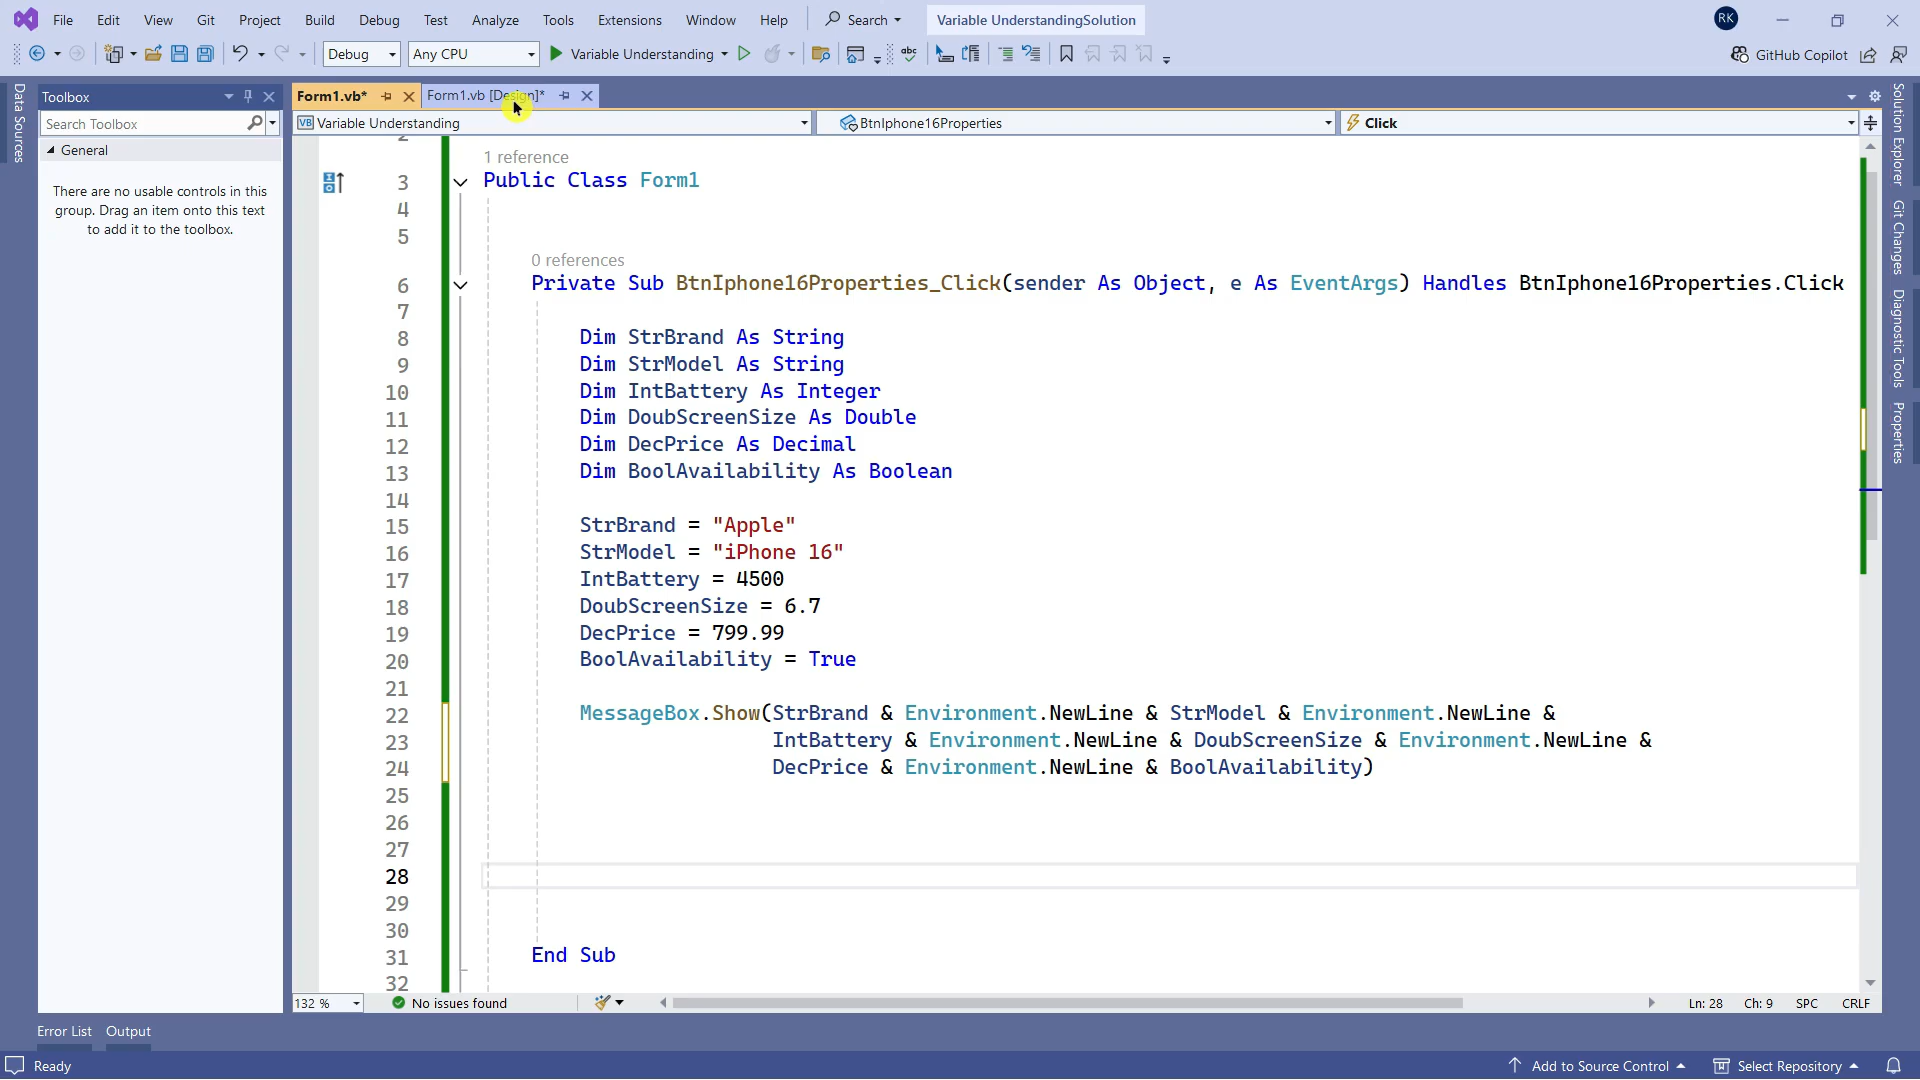 File Edit View Git Project Build Debug Test Analyze Tools Extensions Window Help Search Variable UnderstandingSolution RK
Debug Any CPU Variable Understanding abc GitHub Copilot
Data Sources
Toolbox
Search Toolbox
General
There are no usable controls in this
group. Drag an item onto this text
to add it to the toolbox.
Form1.vb* Form1.vb [Design]*
VB Variable Understanding BtnIphone16Properties Click
2
1 reference
3 Public Class Form1
4
5
0 references
6 Private Sub BtnIphone16Properties_Click(sender As Object, e As EventArgs) Handles BtnIphone16Properties.Click
7
8 Dim StrBrand As String
9 Dim StrModel As String
10 Dim IntBattery As Integer
11 Dim DoubScreenSize As Double
12 Dim DecPrice As Decimal
13 Dim BoolAvailability As Boolean
14
15 StrBrand = "Apple"
16 StrModel = "iPhone 16"
17 IntBattery = 4500
18 DoubScreenSize = 6.7
19 DecPrice = 799.99
20 BoolAvailability = True
21
22 MessageBox.Show(StrBrand & Environment.NewLine & StrModel & Environment.NewLine &
23 IntBattery & Environment.NewLine & DoubScreenSize & Environment.NewLine &
24 DecPrice & Environment.NewLine & BoolAvailability)
25
26
27
28
29
30
31 End Sub
32
132 % No issues found Ln: 28 Ch: 9 SPC CRLF
Solution Explorer
Git Changes
Diagnostic Tools
Properties
Error List Output
Ready Add to Source Control Select Repository